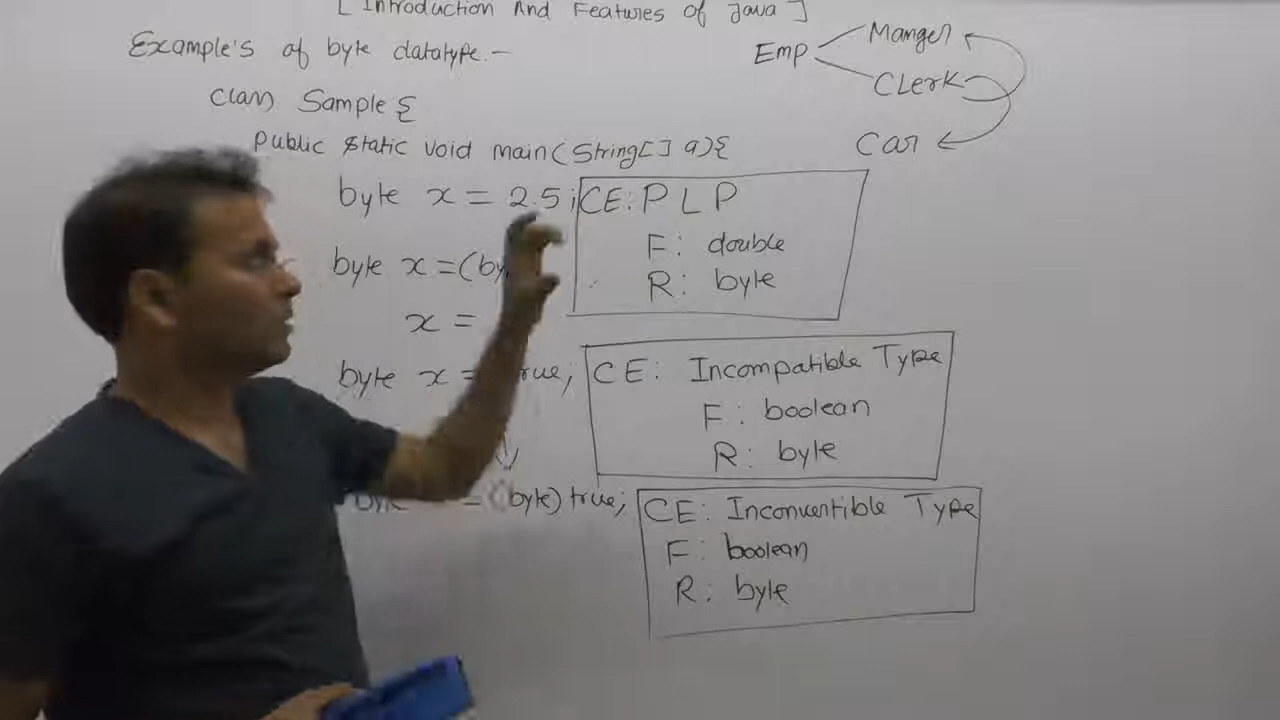 [ Introduction And Features of Java ]
Example's of byte datatype.-
Emp Manger
CLerk
Car
Class Sample {
Public Static void main(String[] a){
byte x = 2.5; CE: P L P
F: double
R: byte
byte x =(by
x =
byte x = true; CE: Incompatible Type
F: boolean
R: byte
byte = (byte) true; CE: Inconvertible Type
F: boolean
R: byte